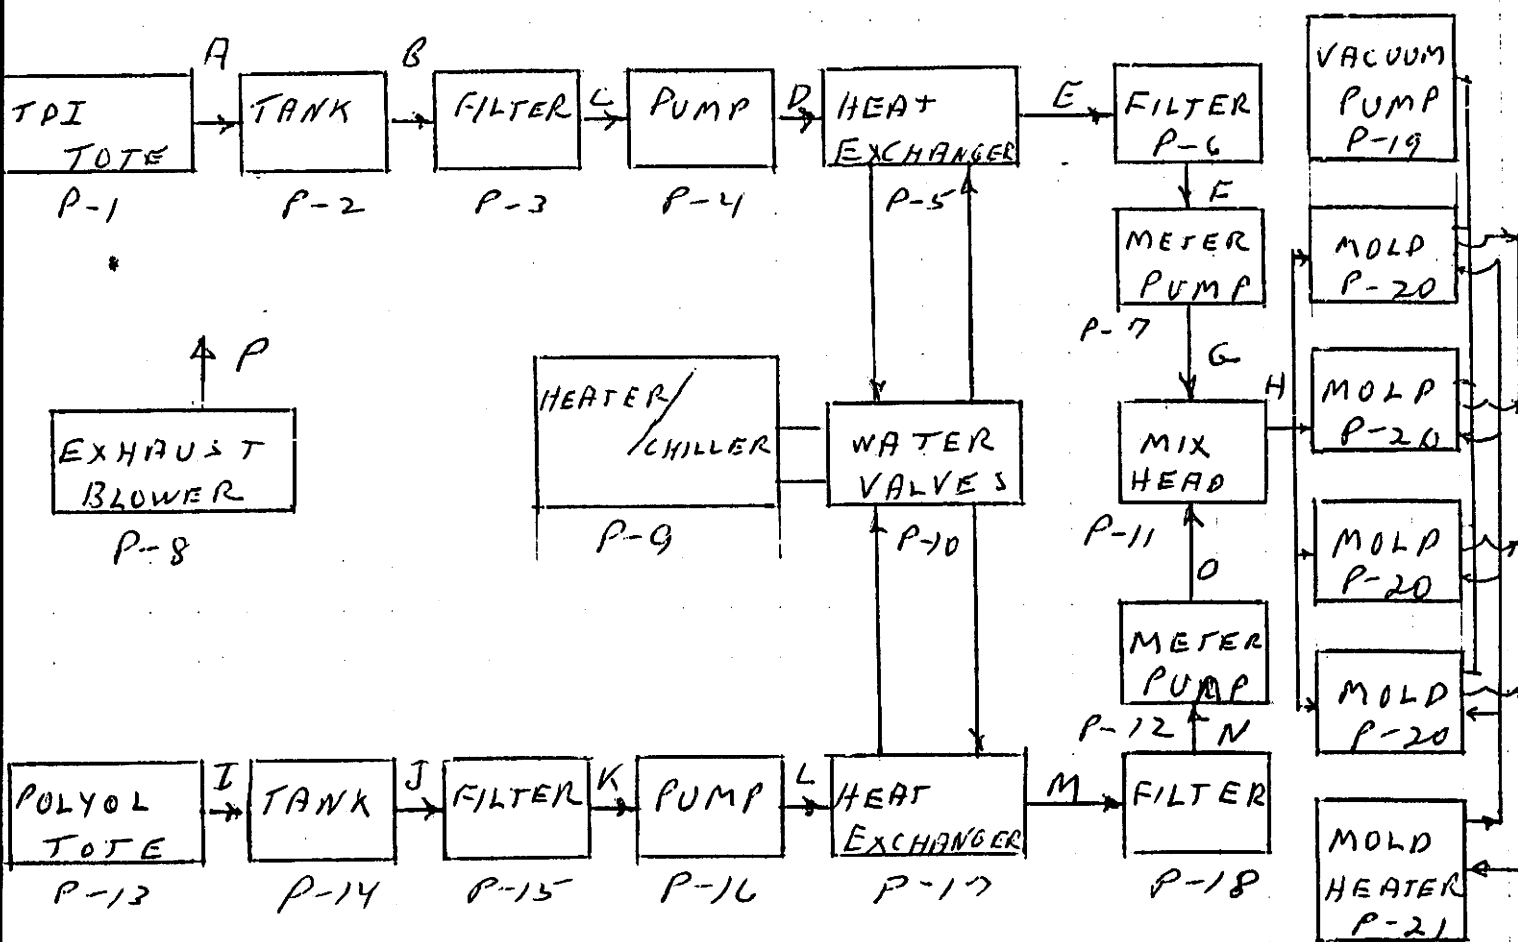 A
B
TDI
TOTE
P-1
TANK
P-2
FILTER
P-3
C
PUMP
P-4
D
HEAT
EXCHANGER
P-5
E
FILTER
P-6
F
METER
PUMP
P-7
G
VACUUM
PUMP
P-19
MOLD
P-20
P
EXHAUST
BLOWER
P-8
HEATER/
/CHILLER
P-9
WATER
VALVES
P-10
MIX
HEAD
P-11
H
MOLD
P-20
MOLD
P-20
O
METER
PUMP
P-12
N
MOLD
P-20
POLYOL
TOTE
P-13
I
TANK
P-14
J
FILTER
P-15
K
PUMP
P-16
L
HEAT
EXCHANGER
P-17
M
FILTER
P-18
MOLD
HEATER
P-21